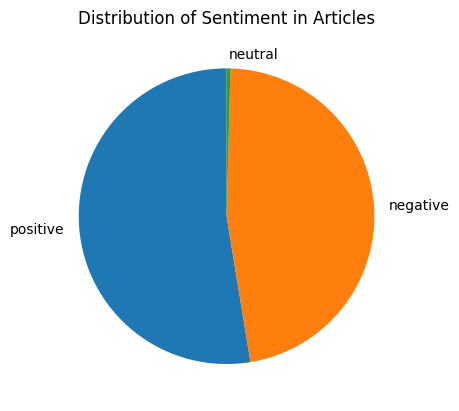 Distribution of Sentiment in Articles
neutral
negative
positive